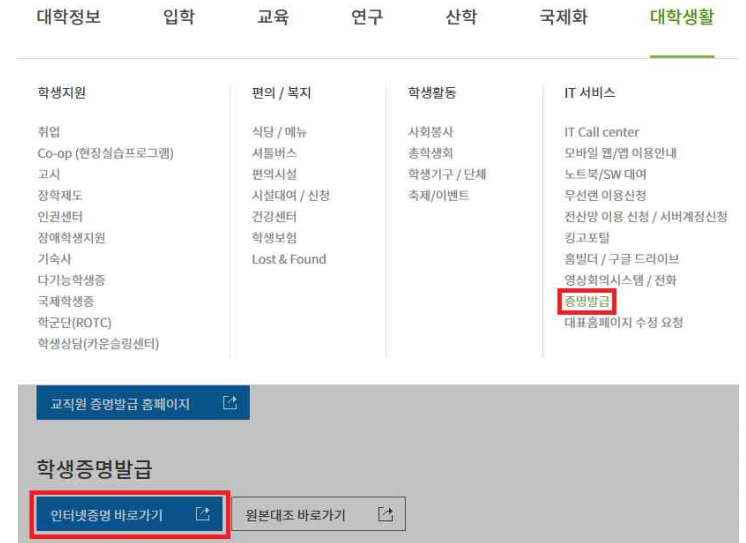 대학정보 입학 교육 연구 산학 국제화 대학생활
학생지원
취업
Co-op (현장실습프로그램)
고시
장학제도
인권센터
장애학생지원
기숙사
다기능학생증
국제학생증
학군단(ROTC)
학생상담(카운슬링센터)
편의 / 복지
식당 / 메뉴
셔틀버스
편의시설
시설대여 / 신청
건강센터
학생보험
Lost & Found
학생활동
사회봉사
총학생회
학생기구 / 단체
축제/이벤트
IT 서비스
IT Call center
모바일 웹/앱 이용안내
노트북/SW 대여
무선랜 이용신청
전산망 이용 신청 / 서버계정신청
킹고포털
홈빌더 / 구글 드라이브
영상회의시스템 / 전화
증명발급
대표홈페이지 수정 요청
교직원 증명발급 홈페이지
학생증명발급
인터넷증명 바로가기 원본대조 바로가기